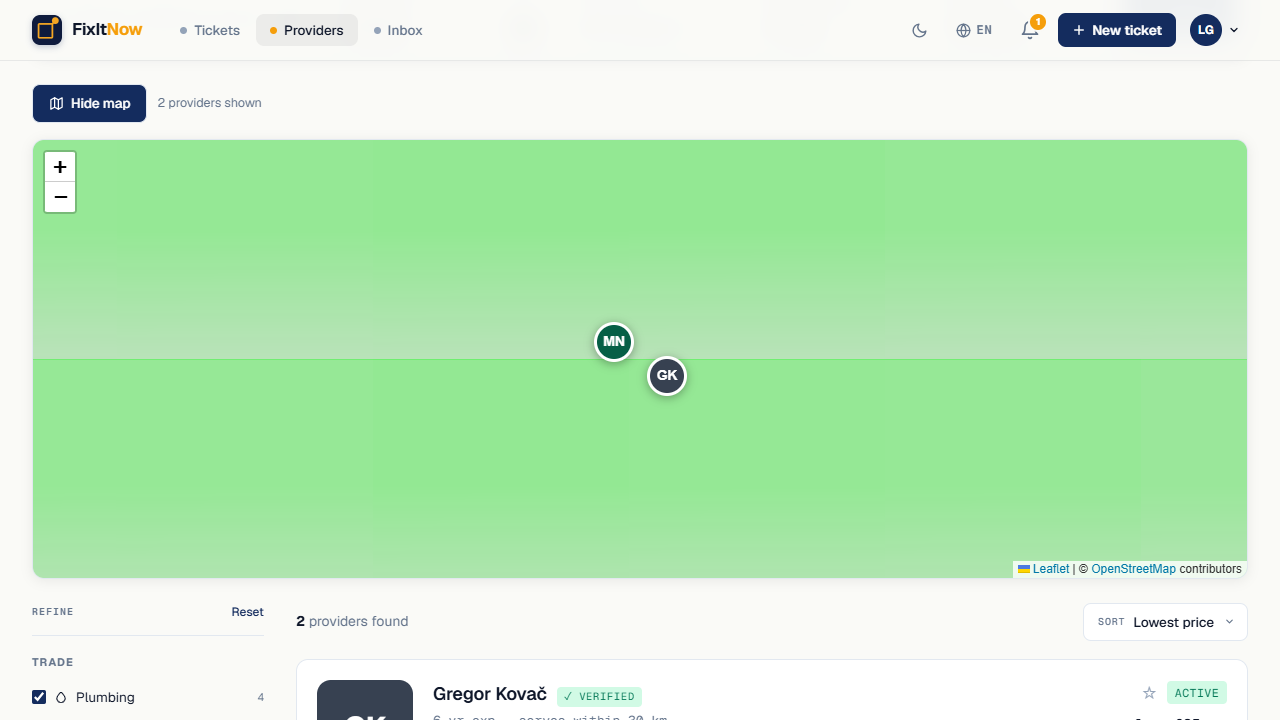 FixItNow
Tickets
Providers
Inbox
EN
1
+ New ticket
LG
Hide map
2 providers shown
+
−
MN
GK
Leaflet | © OpenStreetMap contributors
REFINE
Reset
2 providers found
SORT Lowest price
TRADE
Plumbing
4
Gregor Kovač
✓ VERIFIED
ACTIVE